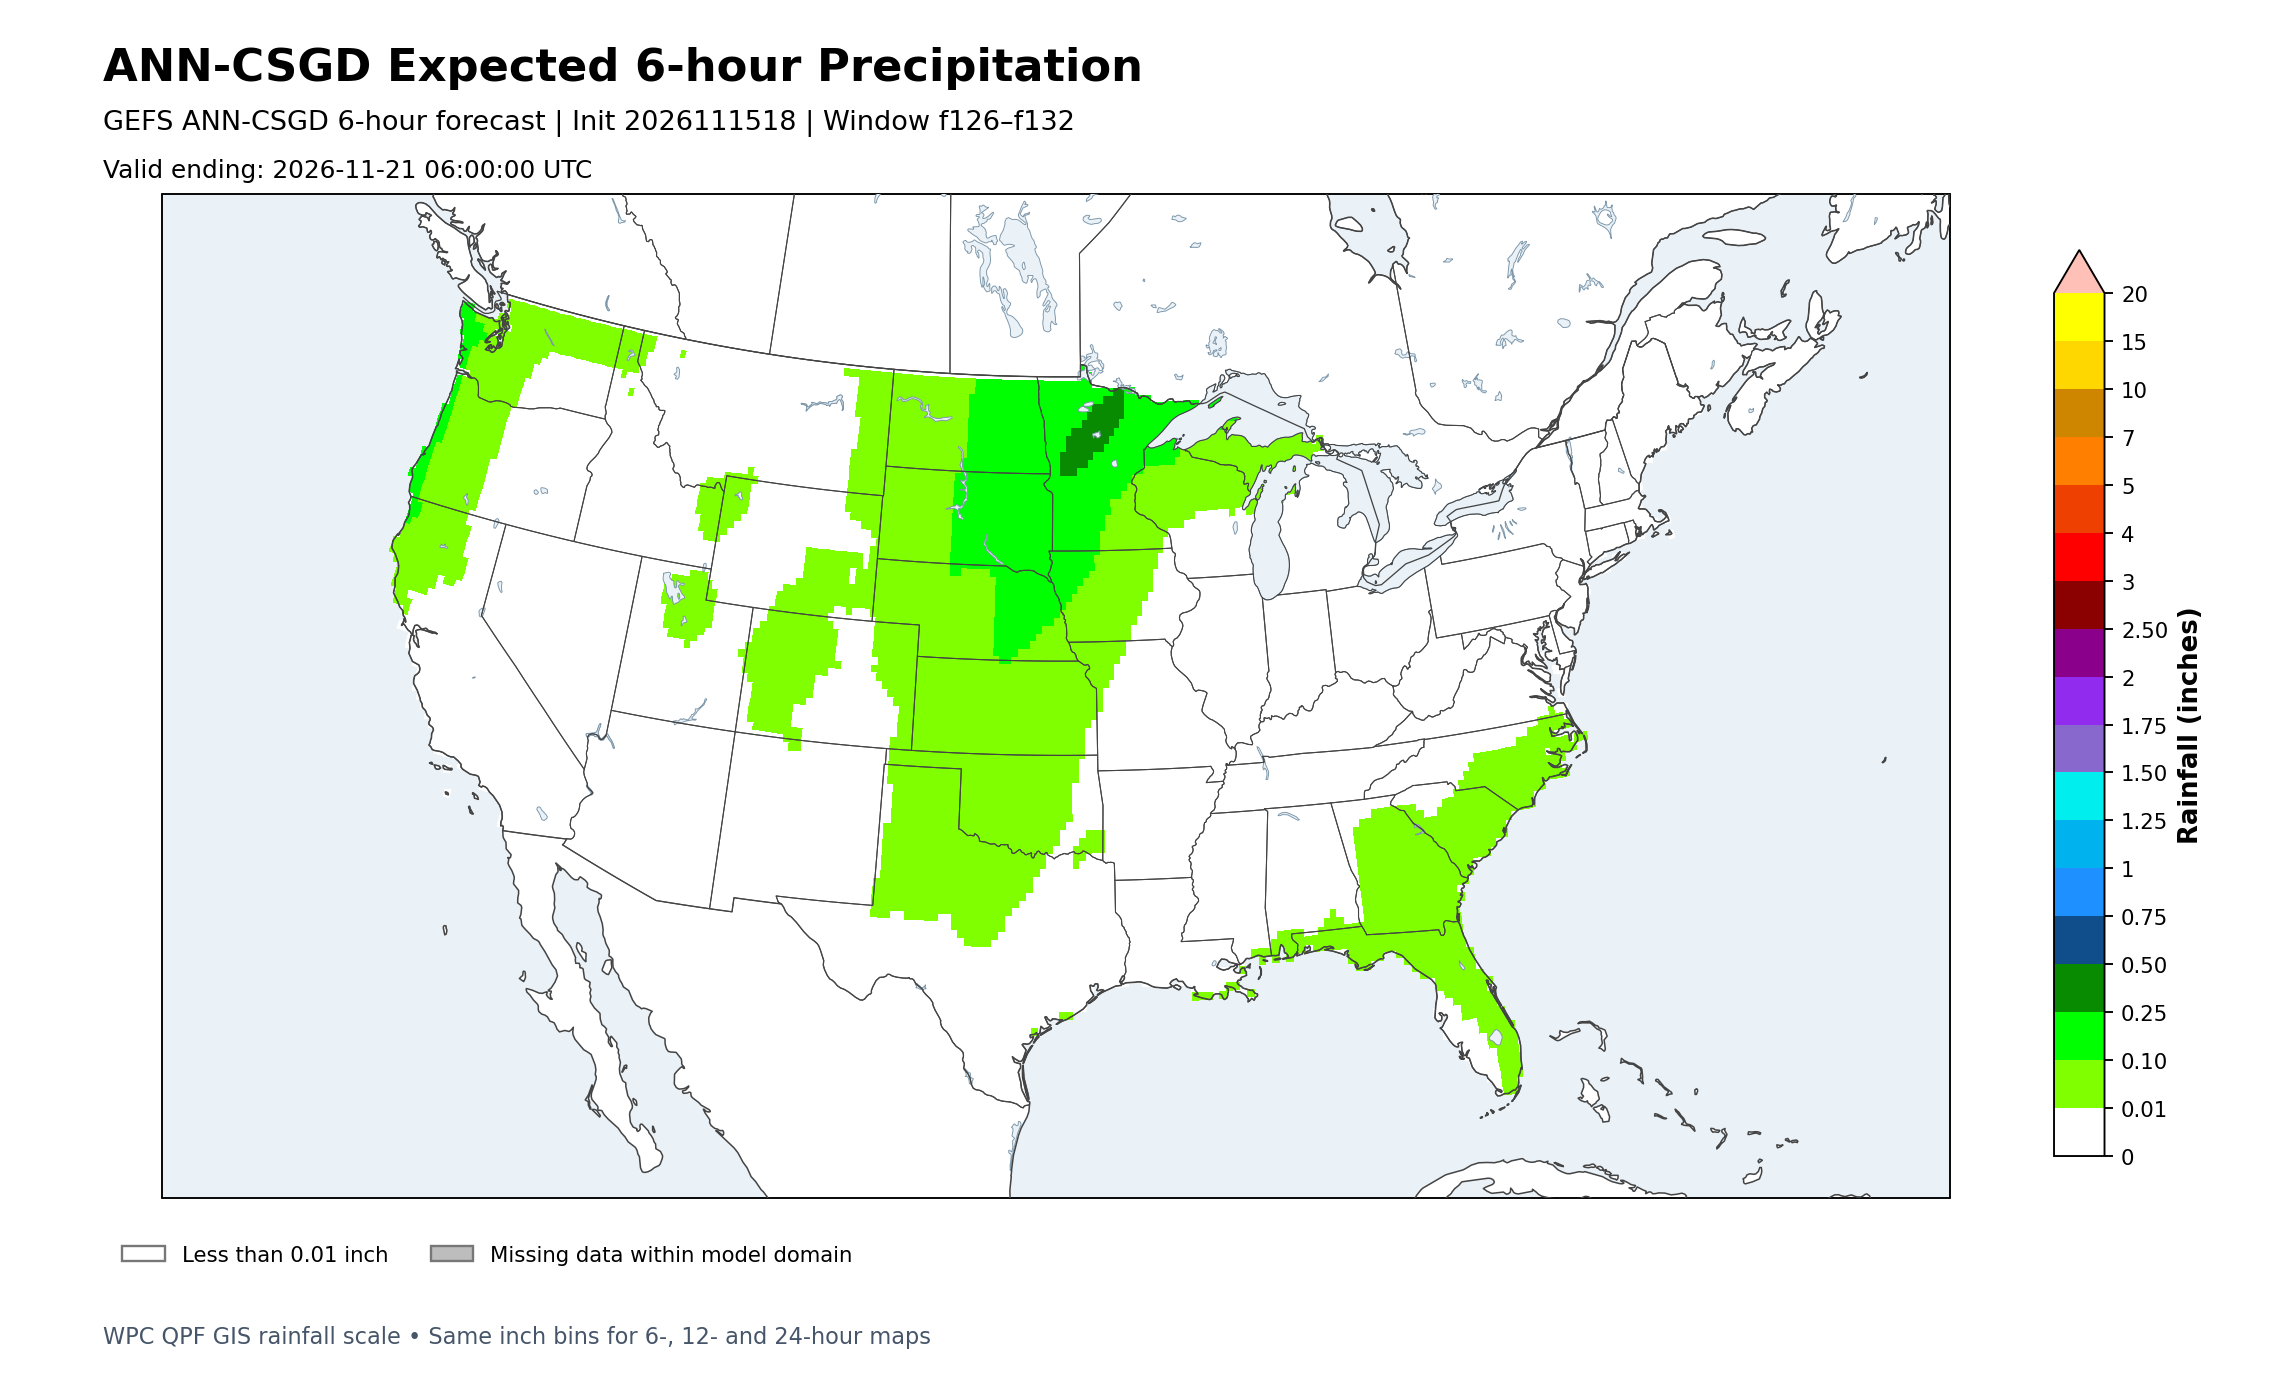 ANN-CSGD Expected 6-hour Precipitation
GEFS ANN-CSGD 6-hour forecast | Init 2026111518 | Window f126–f132
Valid ending: 2026-11-21 06:00:00 UTC
20
15
10
7
5
4
3
2.50
2
1.75
1.50
1.25
1
0.75
0.50
0.25
0.10
0.01
0
Rainfall (inches)
Less than 0.01 inch
Missing data within model domain
WPC QPF GIS rainfall scale • Same inch bins for 6-, 12- and 24-hour maps